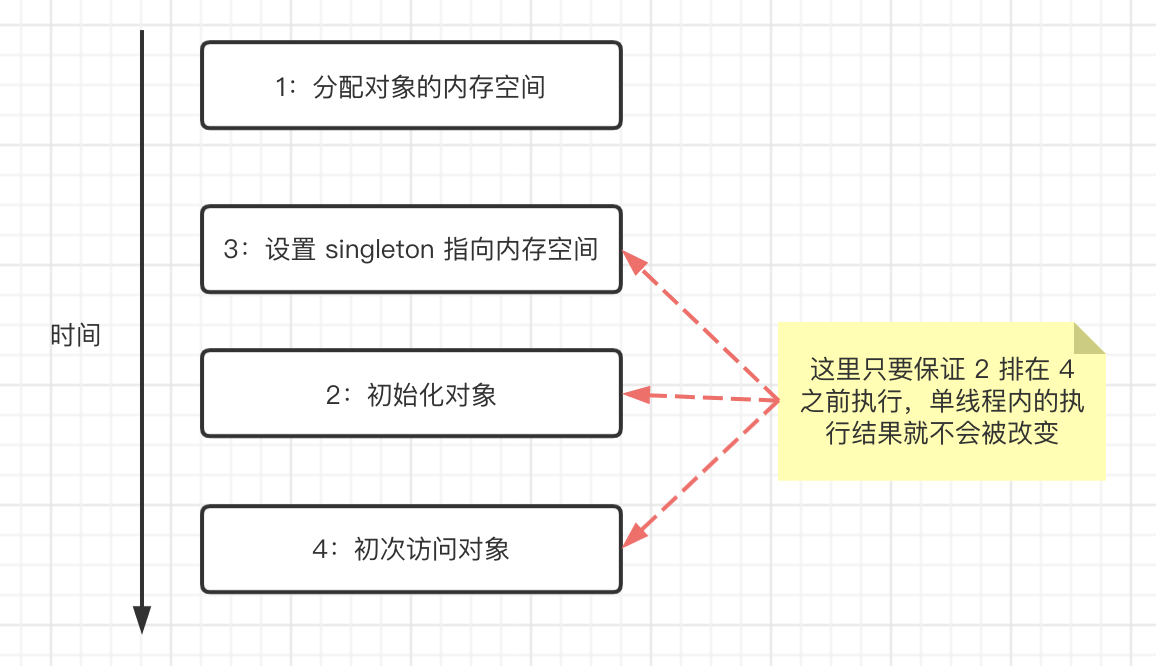 1：分配对象的内存空间
3：设置 singleton 指向内存空间
时间
2：初始化对象
这里只要保证 2 排在 4
之前执行，单线程内的执
行结果就不会被改变
4：初次访问对象